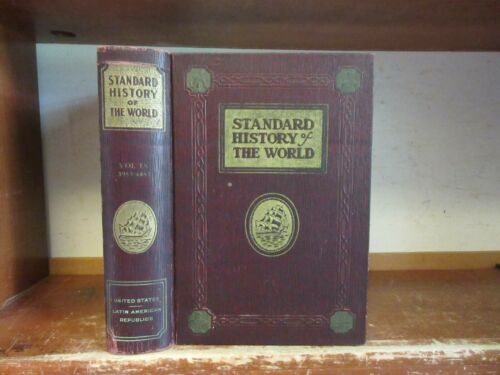 STANDARD
HISTORY
OF
THE WORLD
UNITED STATES
LATIN AMERICAN
REPUBLICS
STANDARD
HISTORY of
THE WORLD